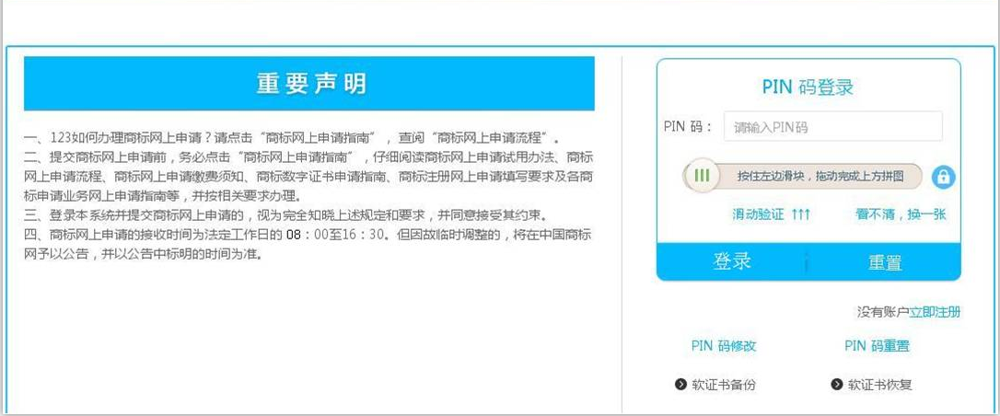 重要声明
一、123如何办理商标网上申请？请点击“商标网上申请指南”，查阅“商标网上申请流程”。
二、提交商标网上申请前，务必点击“商标网上申请指南”，仔细阅读商标网上申请试用办法、商标
网上申请流程、商标网上申请缴费须知、商标数字证书申请指南、商标注册网上申请填写要求及各商
标申请业务网上申请指南等，并按相关要求办理。
三、登录本系统并提交商标网上申请的，视为完全知晓上述规定和要求，并同意接受其约束。
四、商标网上申请的接收时间为法定工作日的 08：00至16：30。但因故临时调整的，将在中国商标
网予以公告，并以公告中标明的时间为准。
PIN 码登录
PIN 码： 请输入PIN码
按住左边滑块，拖动完成上方拼图
滑动验证 ↑↑↑ 看不清，换一张
登录 重置
没有账户立即注册
PIN 码修改 PIN 码重置
软证书备份 软证书恢复